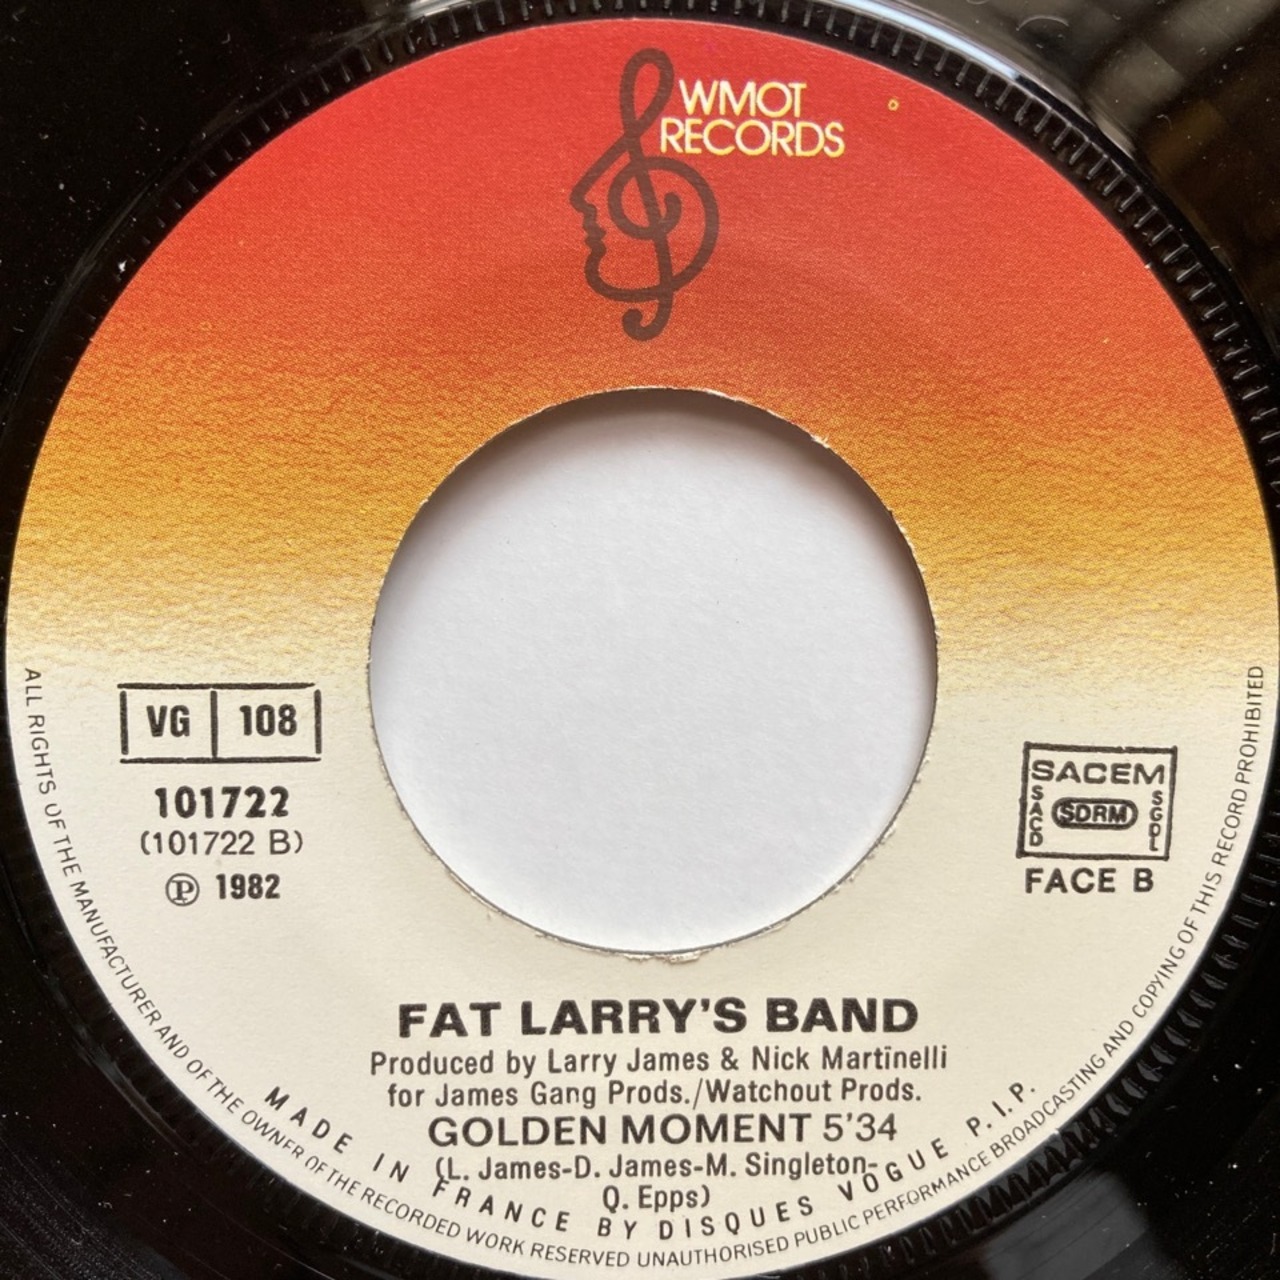 WMOT
RECORDS
VG 108
101722
(101722 B)
Ⓟ 1982
SACEM
SACD
SDRM
SGDL
FACE B
FAT LARRY'S BAND
Produced by Larry James & Nick Martinelli
for James Gang Prods./Watchout Prods.
GOLDEN MOMENT 5'34
(L. James-D. James-M. Singleton-
Q. Epps)
MADE IN FRANCE BY DISQUES VOGUE P.I.P.
ALL RIGHTS OF THE MANUFACTURER AND OF THE OWNER OF THE RECORDED WORK RESERVED UNAUTHORISED PUBLIC PERFORMANCE BROADCASTING AND COPYING OF THIS RECORD PROHIBITED